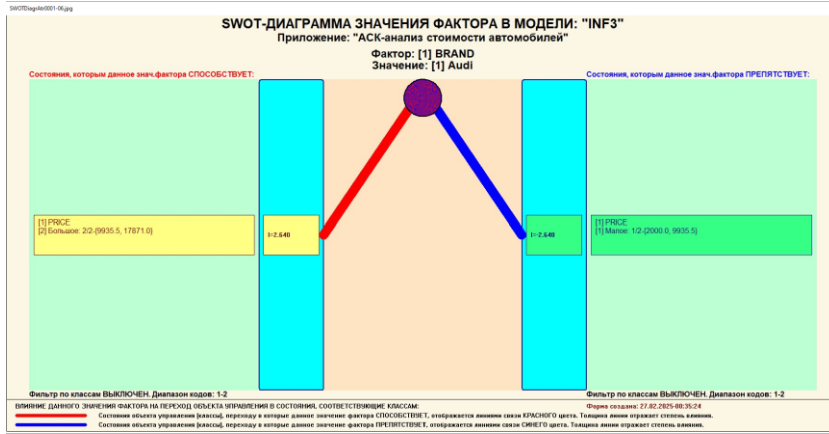 SWOTDiagrAtr0001-06.jpg
SWOT-ДИАГРАММА ЗНАЧЕНИЯ ФАКТОРА В МОДЕЛИ: "INF3"
Приложение: "АСК-анализ стоимости автомобилей"
Фактор: [1] BRAND
Значение: [1] Audi
Состояния, которым данное знач.фактора СПОСОБСТВУЕТ:
Состояния, которым данное знач.фактора ПРЕПЯТСТВУЕТ:
[1] PRICE
[2] Большое: 2/2-{9935.5, 17871.0}
I=2.640
I=-2.640
[1] PRICE
[1] Малое: 1/2-{2000.0, 9935.5}
Фильтр по классам ВЫКЛЮЧЕН. Диапазон кодов: 1-2
Фильтр по классам ВЫКЛЮЧЕН. Диапазон кодов: 1-2
ВЛИЯНИЕ ДАННОГО ЗНАЧЕНИЯ ФАКТОРА НА ПЕРЕХОД ОБЪЕКТА УПРАВЛЕНИЯ В СОСТОЯНИЯ, СООТВЕТСТВУЮЩИЕ КЛАССАМ:
Форма создана: 27.02.2025-08:35:24
Состояния объекта управления (классы), переходу в которые данное значение фактора СПОСОБСТВУЕТ, отображается линиями связи КРАСНОГО цвета. Толщина линии отражает степень влияния.
Состояния объекта управления (классы), переходу в которые данное значение фактора ПРЕПЯТСТВУЕТ, отображается линиями связи СИНЕГО цвета. Толщина линии отражает степень влияния.